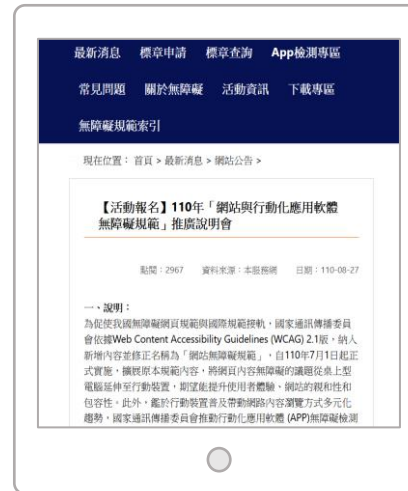 最新消息 標章申請 標章查詢 App檢測專區
常見問題 關於無障礙 活動資訊 下載專區
無障礙規範索引
現在位置： 首頁 > 最新消息 > 網站公告 >
【活動報名】110年「網站與行動化應用軟體
無障礙規範」推廣說明會
點閱：2967 資料來源：本服務網 日期：110-08-27
一、說明：
為促使我國無障礙網頁規範與國際規範接軌，國家通訊傳播委員
會依據Web Content Accessibility Guidelines (WCAG) 2.1版，納入
新增內容並修正名稱為「網站無障礙規範」，自110年7月1日起正
式實施，擴展原本規範內容，將網頁內容無障礙的議題從桌上型
電腦延伸至行動裝置，期望能提升使用者體驗、網站的親和性和
包容性。此外，鑑於行動裝置普及帶動網路內容瀏覽方式多元化
趨勢，國家通訊傳播委員會推動行動化應用軟體 (APP)無障礙檢測